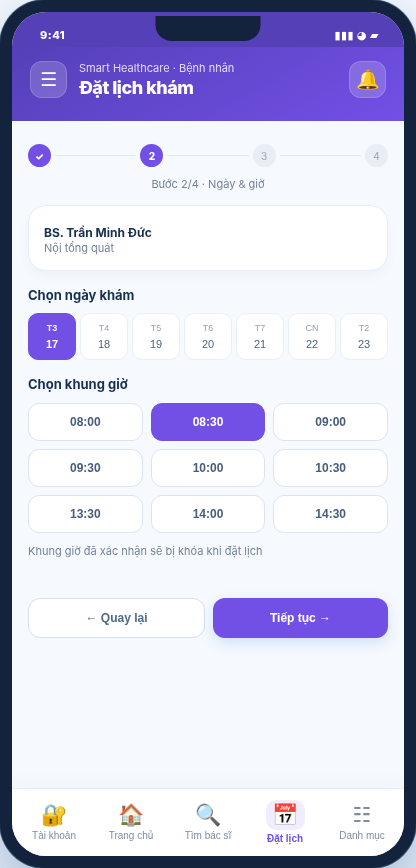 9:41
Smart Healthcare · Bệnh nhân
Đặt lịch khám
2 3 4
Bước 2/4 · Ngày & giờ
BS. Trần Minh Đức
Nội tổng quát
Chọn ngày khám
T3 T4 T5 T6 T7 CN T2
17 18 19 20 21 22 23
Chọn khung giờ
08:00 08:30 09:00
09:30 10:00 10:30
13:30 14:00 14:30
Khung giờ đã xác nhận sẽ bị khóa khi đặt lịch
← Quay lại Tiếp tục →
Tài khoản Trang chủ Tìm bác sĩ Đặt lịch Danh mục